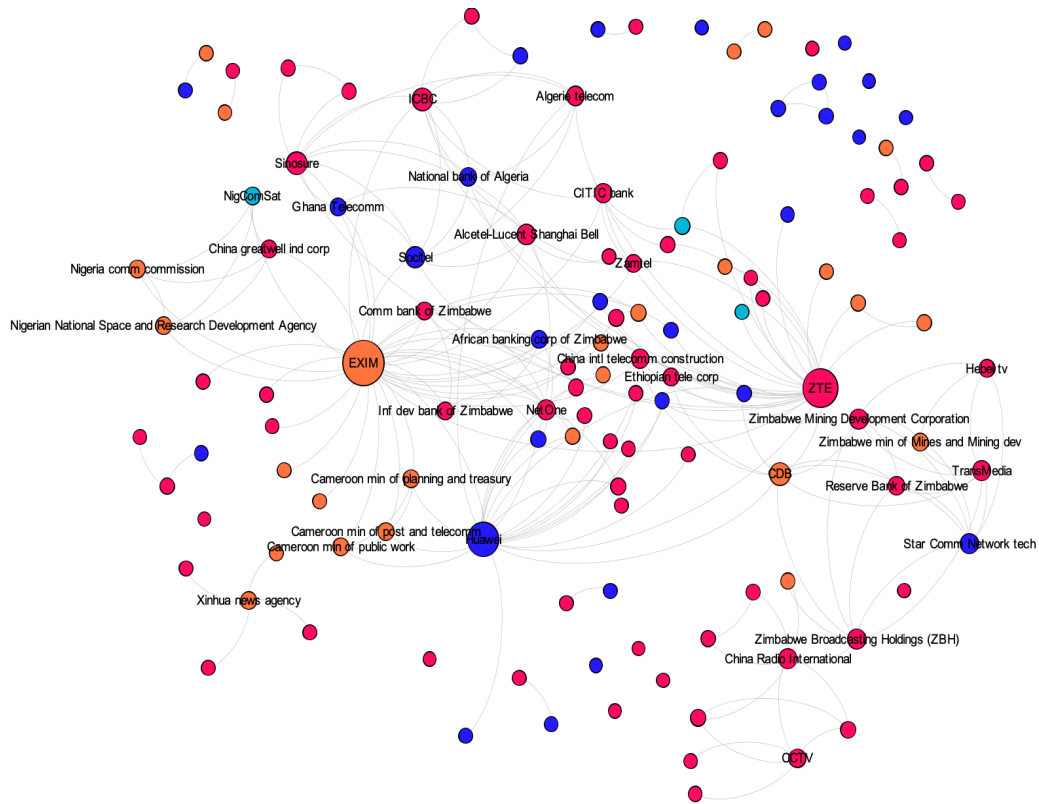 ICBC
Algerie telecom
Sinosure
National bank of Algeria
CITIC bank
NigComSat
Ghana Telecomm
Alcetel-Lucent Shanghai Bell
China greatwell ind corp
Socitel
Zamtel
Nigeria comm commission
Comm bank of Zimbabwe
Nigerian National Space and Research Development Agency
African banking corp of Zimbabwe
EXIM
China intl telecomm construction
Ethiopian tele corp
Hebei tv
ZTE
Inf dev bank of Zimbabwe
NetOne
Zimbabwe Mining Development Corporation
Zimbabwe min of Mines and Mining dev
CDB
TransMedia
Cameroon min of planning and treasury
Reserve Bank of Zimbabwe
Cameroon min of post and telecomm
Huawei
Cameroon min of public work
Star Comm Network tech
Xinhua news agency
Zimbabwe Broadcasting Holdings (ZBH)
China Radio International
CCTV